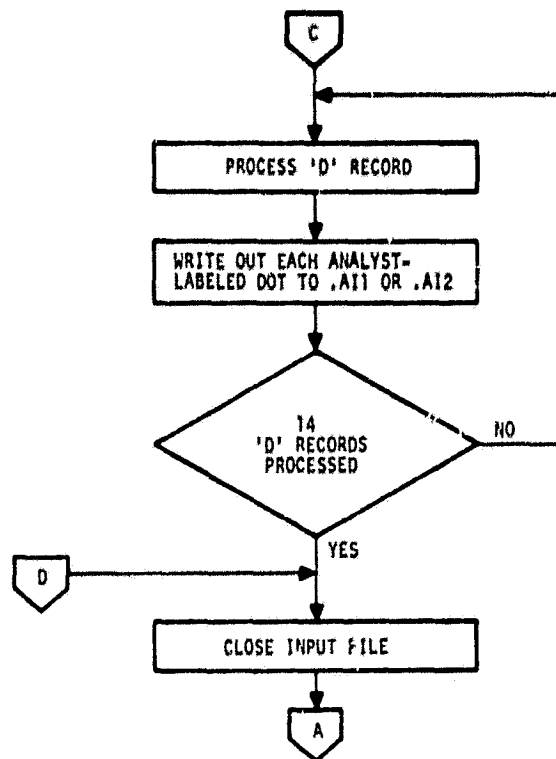 C
PROCESS 'D' RECORD
WRITE OUT EACH ANALYST-
LABELED DOT TO .AI1 OR .AI2
14
'D' RECORDS
PROCESSED
NO
YES
D
CLOSE INPUT FILE
A